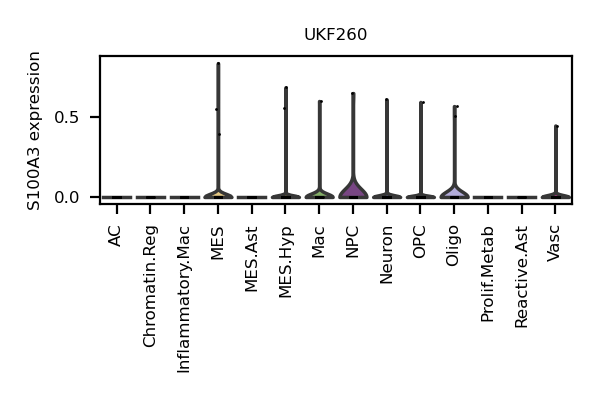 UKF260
S100A3 expression
0.5
0.0
AC
Chromatin.Reg
Inflammatory.Mac
MES
MES.Ast
MES.Hyp
Mac
NPC
Neuron
OPC
Oligo
Prolif.Metab
Reactive.Ast
Vasc